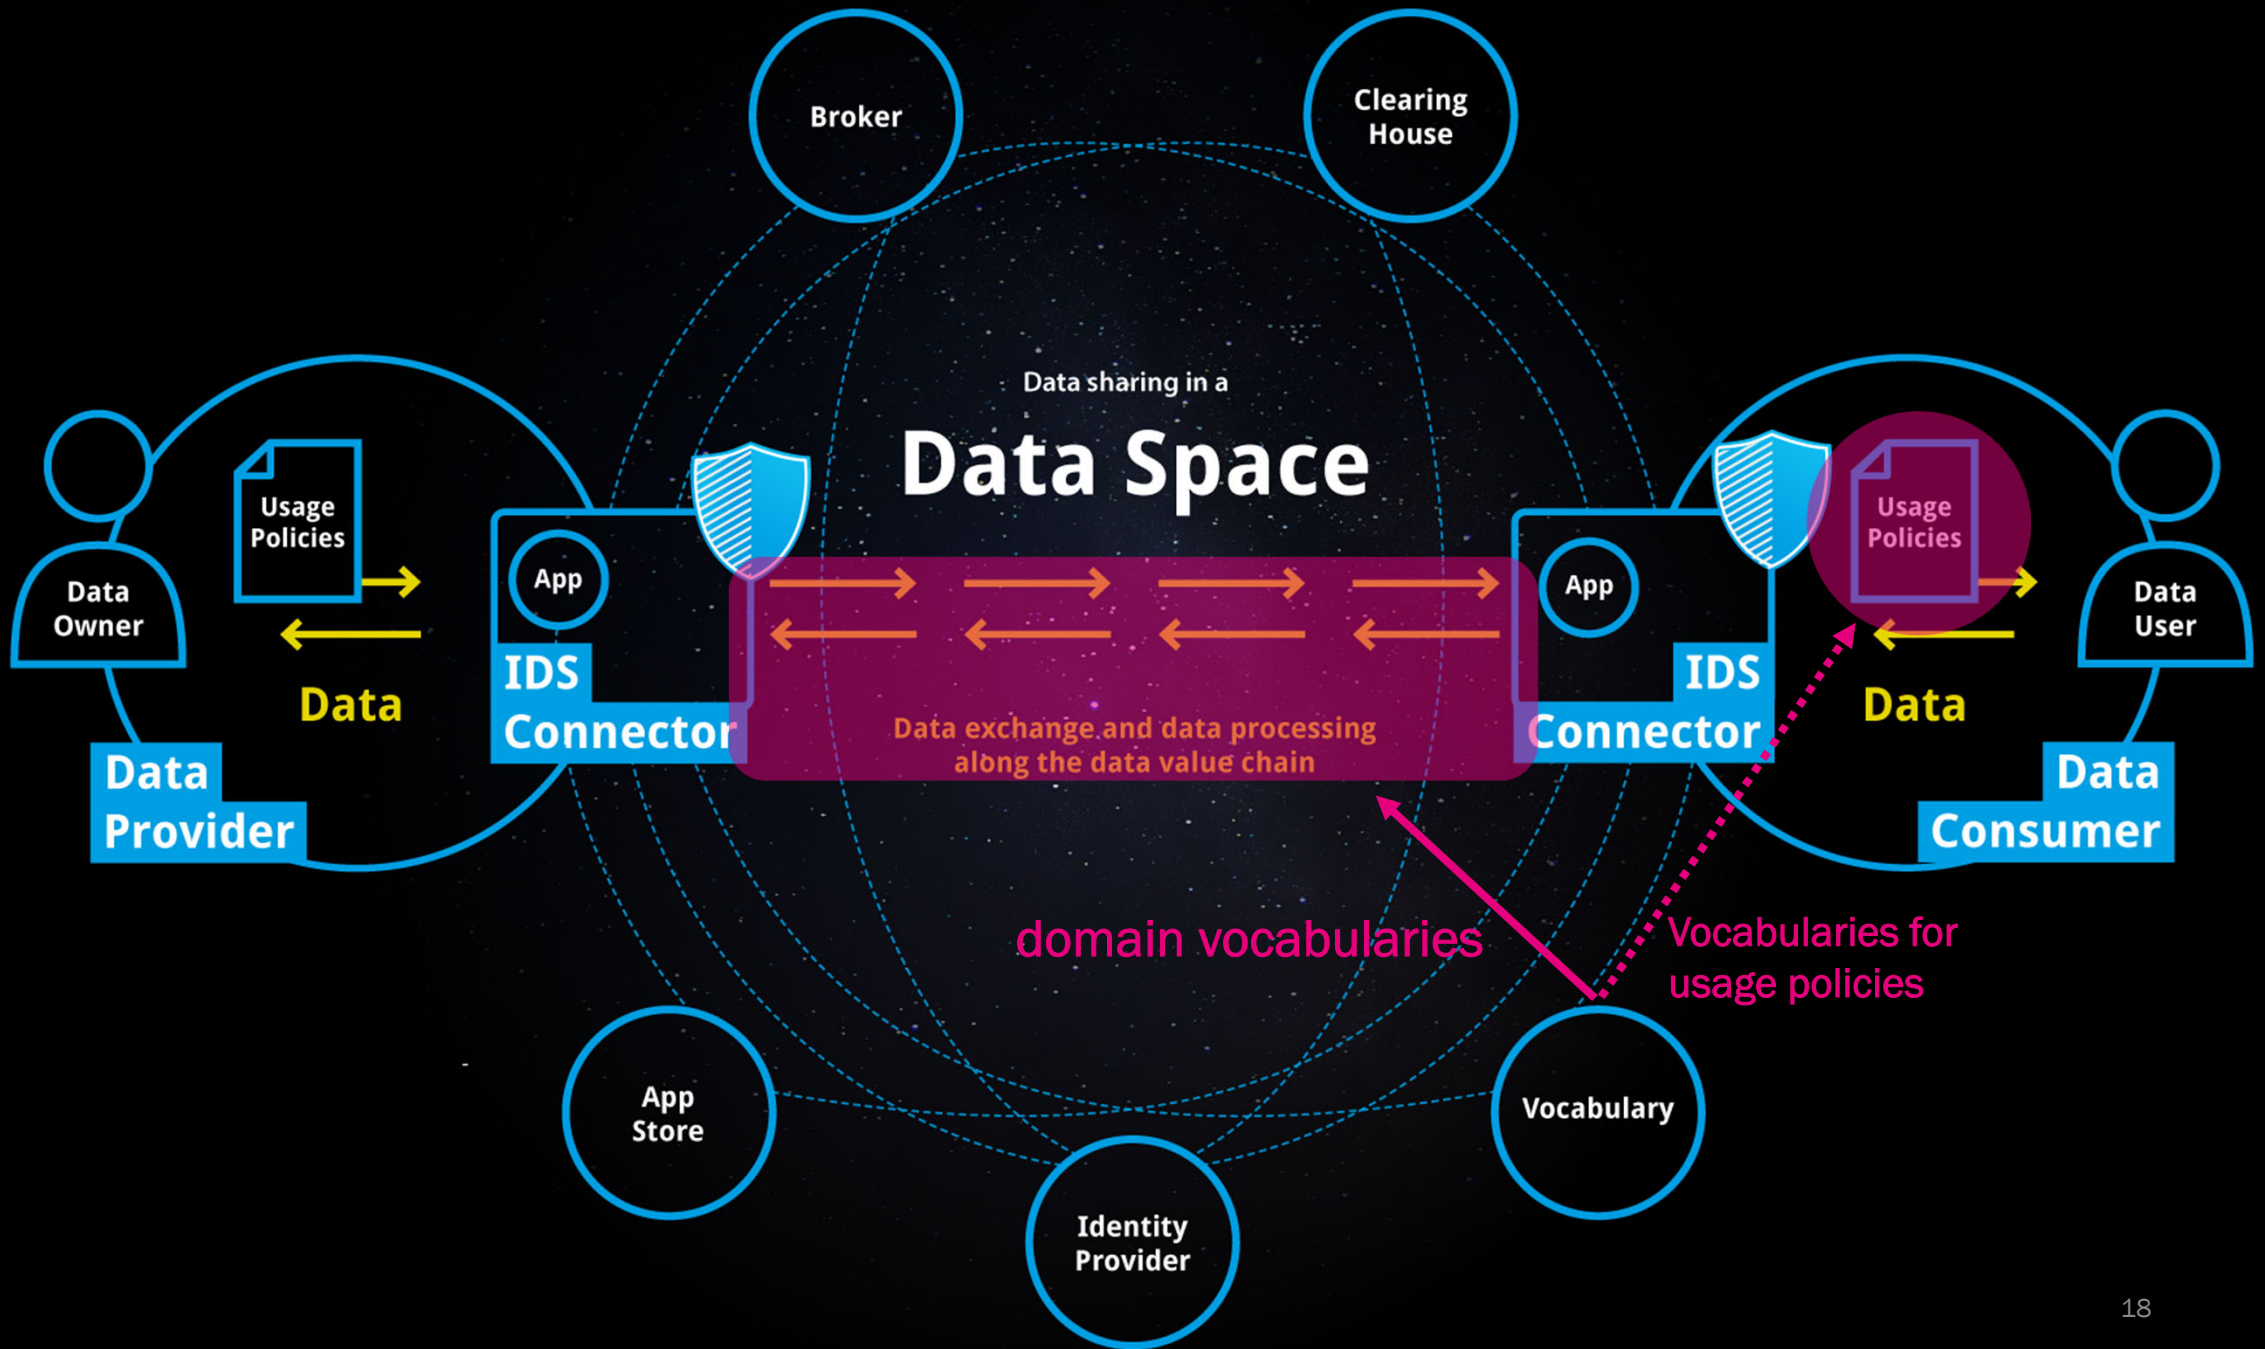 Broker
Clearing
House
Data sharing in a
Data Space
Usage
Policies
Data
Owner
App
IDS
Connector
Data
Data
Provider
Data exchange and data processing
along the data value chain
App
IDS
Connector
Usage
Policies
Data
User
Data
Data
Consumer
domain vocabularies
Vocabularies for
usage policies
App
Store
Identity
Provider
Vocabulary
18